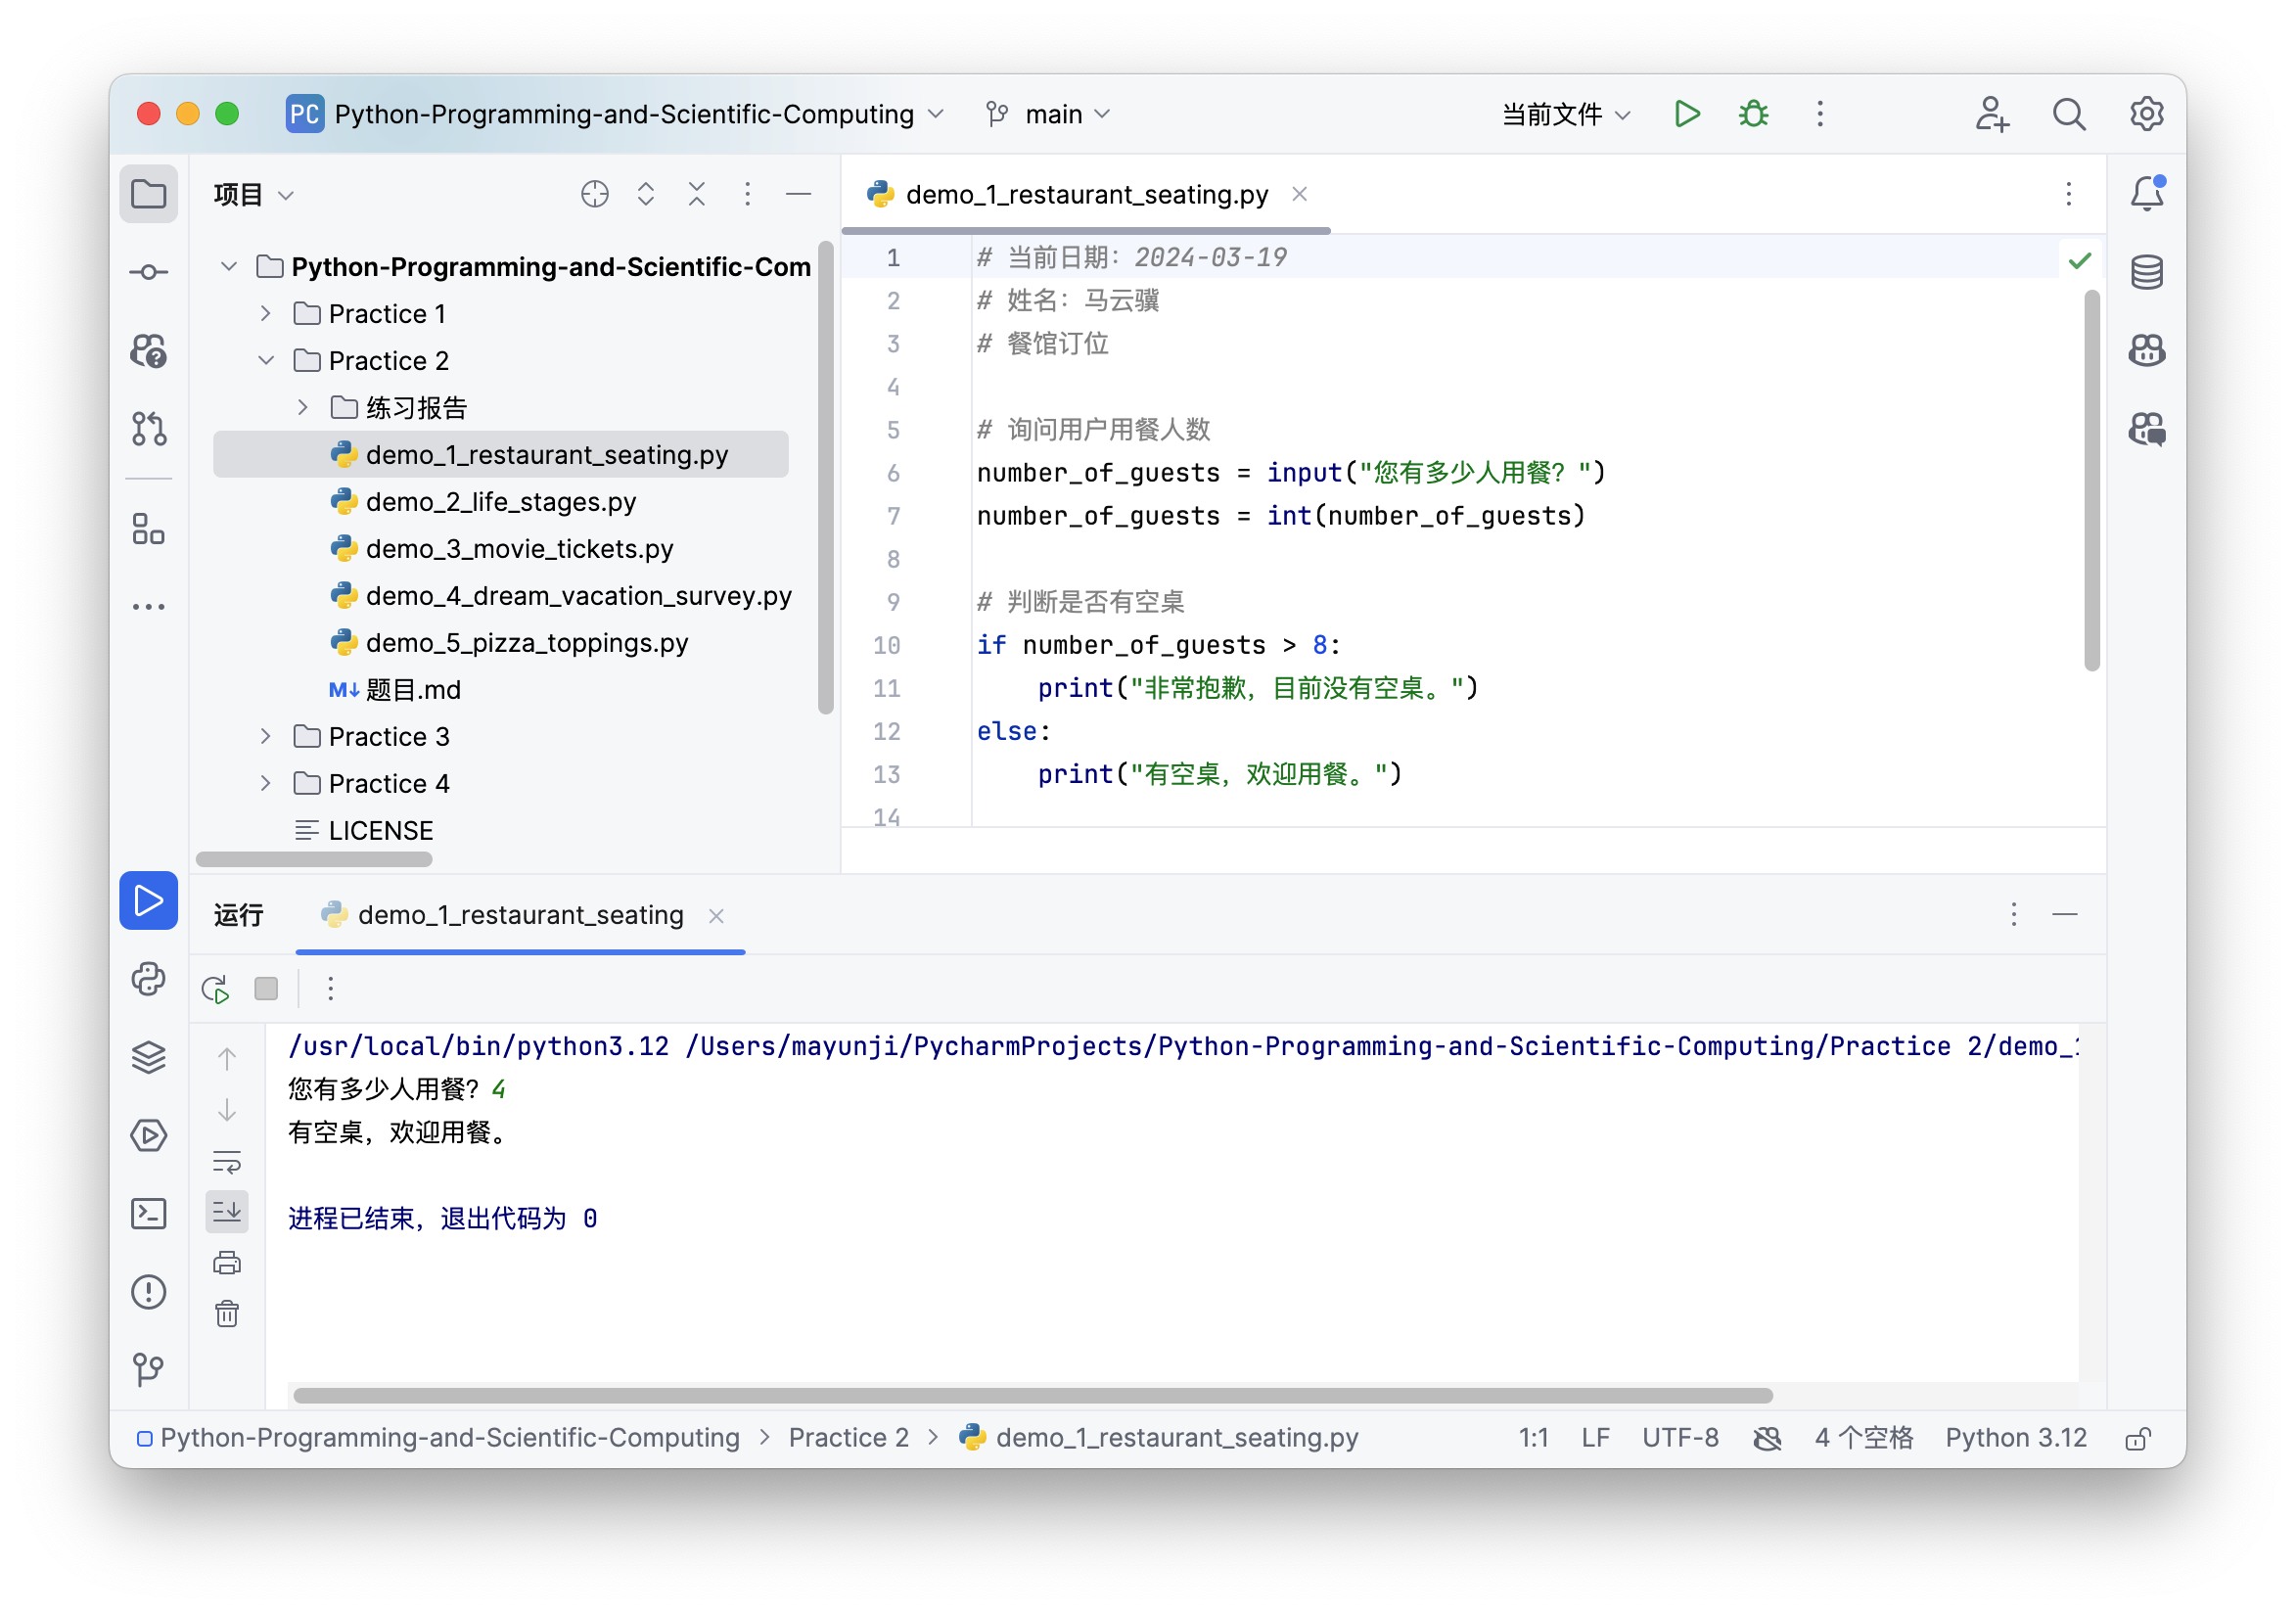 PC Python-Programming-and-Scientific-Computing main 当前文件
项目
Python-Programming-and-Scientific-Com
Practice 1
Practice 2
练习报告
demo_1_restaurant_seating.py
demo_2_life_stages.py
demo_3_movie_tickets.py
demo_4_dream_vacation_survey.py
demo_5_pizza_toppings.py
M↓ 题目.md
Practice 3
Practice 4
LICENSE
demo_1_restaurant_seating.py
1 # 当前日期：2024-03-19
2 # 姓名：马云骥
3 # 餐馆订位
4
5 # 询问用户用餐人数
6 number_of_guests = input("您有多少人用餐？")
7 number_of_guests = int(number_of_guests)
8
9 # 判断是否有空桌
10 if number_of_guests > 8:
11     print("非常抱歉，目前没有空桌。")
12 else:
13     print("有空桌，欢迎用餐。")
14
运行 demo_1_restaurant_seating
/usr/local/bin/python3.12 /Users/mayunji/PycharmProjects/Python-Programming-and-Scientific-Computing/Practice 2/demo_1
您有多少人用餐？4
有空桌，欢迎用餐。
进程已结束，退出代码为 0
Python-Programming-and-Scientific-Computing > Practice 2 > demo_1_restaurant_seating.py 1:1 LF UTF-8 4 个空格 Python 3.12